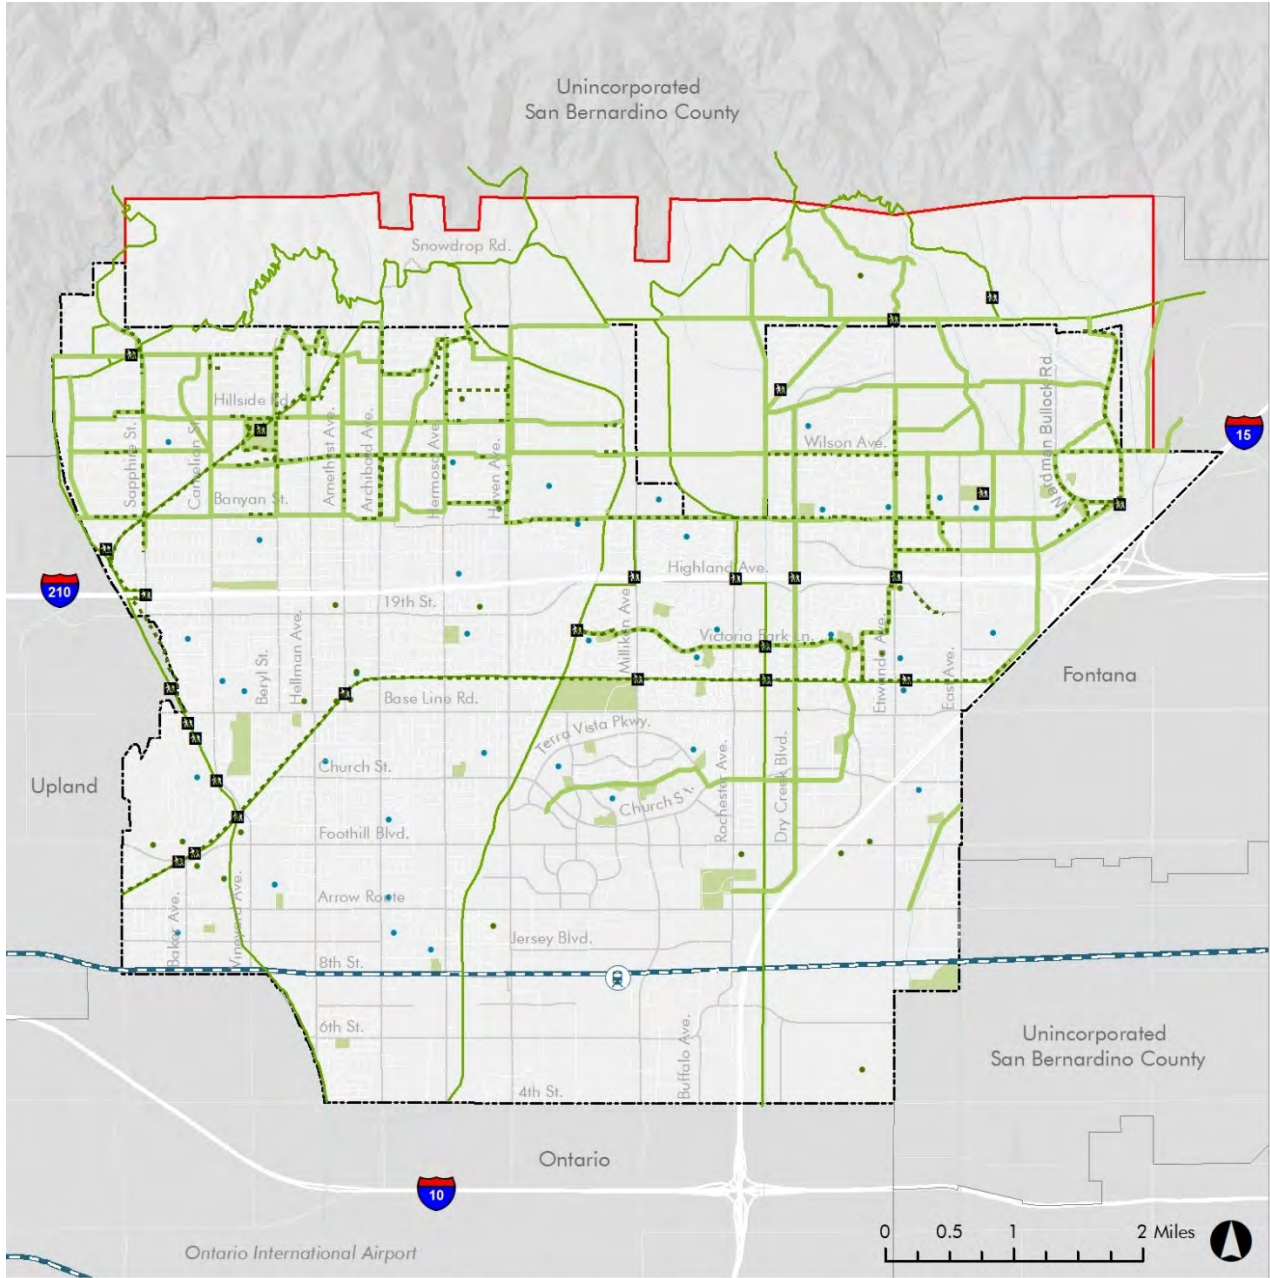 Unincorporated
San Bernardino County
Snowdrop Rd.
Hillside Rd.
Wilson Ave.
Wardman Bullock Rd.
15
Sapphire St.
Carnelian St.
Amethyst Ave.
Archibald Ave.
Hermosa Ave.
Haven Ave.
Banyan St.
210
Highland Ave.
19th St.
Milliken Ave.
Victoria Park Ln.
Beryl St.
Hellman Ave.
Etiwanda Ave.
East Ave.
Fontana
Base Line Rd.
Terra Vista Pkwy.
Church St.
Upland
Church St.
Rochester Ave.
Dry Creek Blvd.
Foothill Blvd.
Arrow Route
Baker Ave.
Vineyard Ave.
Jersey Blvd.
8th St.
6th St.
Buffalo Ave.
Unincorporated
San Bernardino County
4th St.
Ontario
10
0 0.5 1 2 Miles
Ontario International Airport